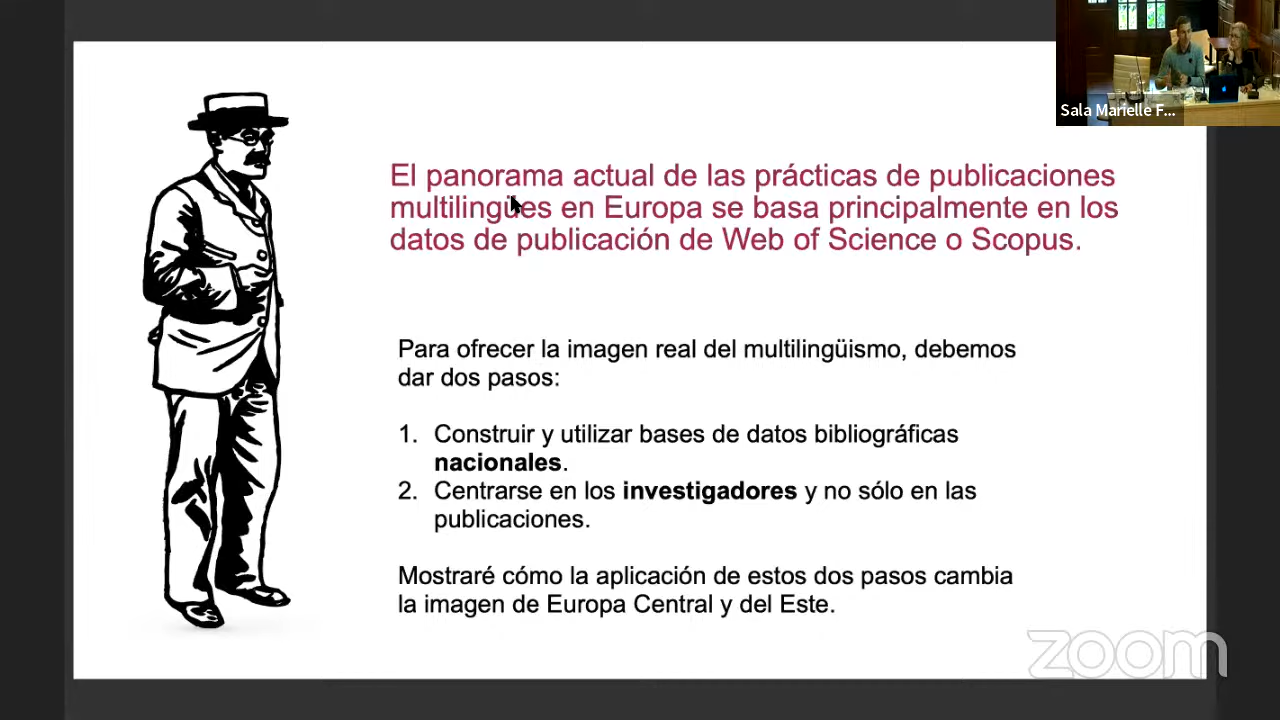 Sala Marielle F...
El panorama actual de las prácticas de publicaciones
multilingües en Europa se basa principalmente en los
datos de publicación de Web of Science o Scopus.
Para ofrecer la imagen real del multilingüismo, debemos
dar dos pasos:
1. Construir y utilizar bases de datos bibliográficas
nacionales.
2. Centrarse en los investigadores y no sólo en las
publicaciones.
Mostraré cómo la aplicación de estos dos pasos cambia
la imagen de Europa Central y del Este.
zoom